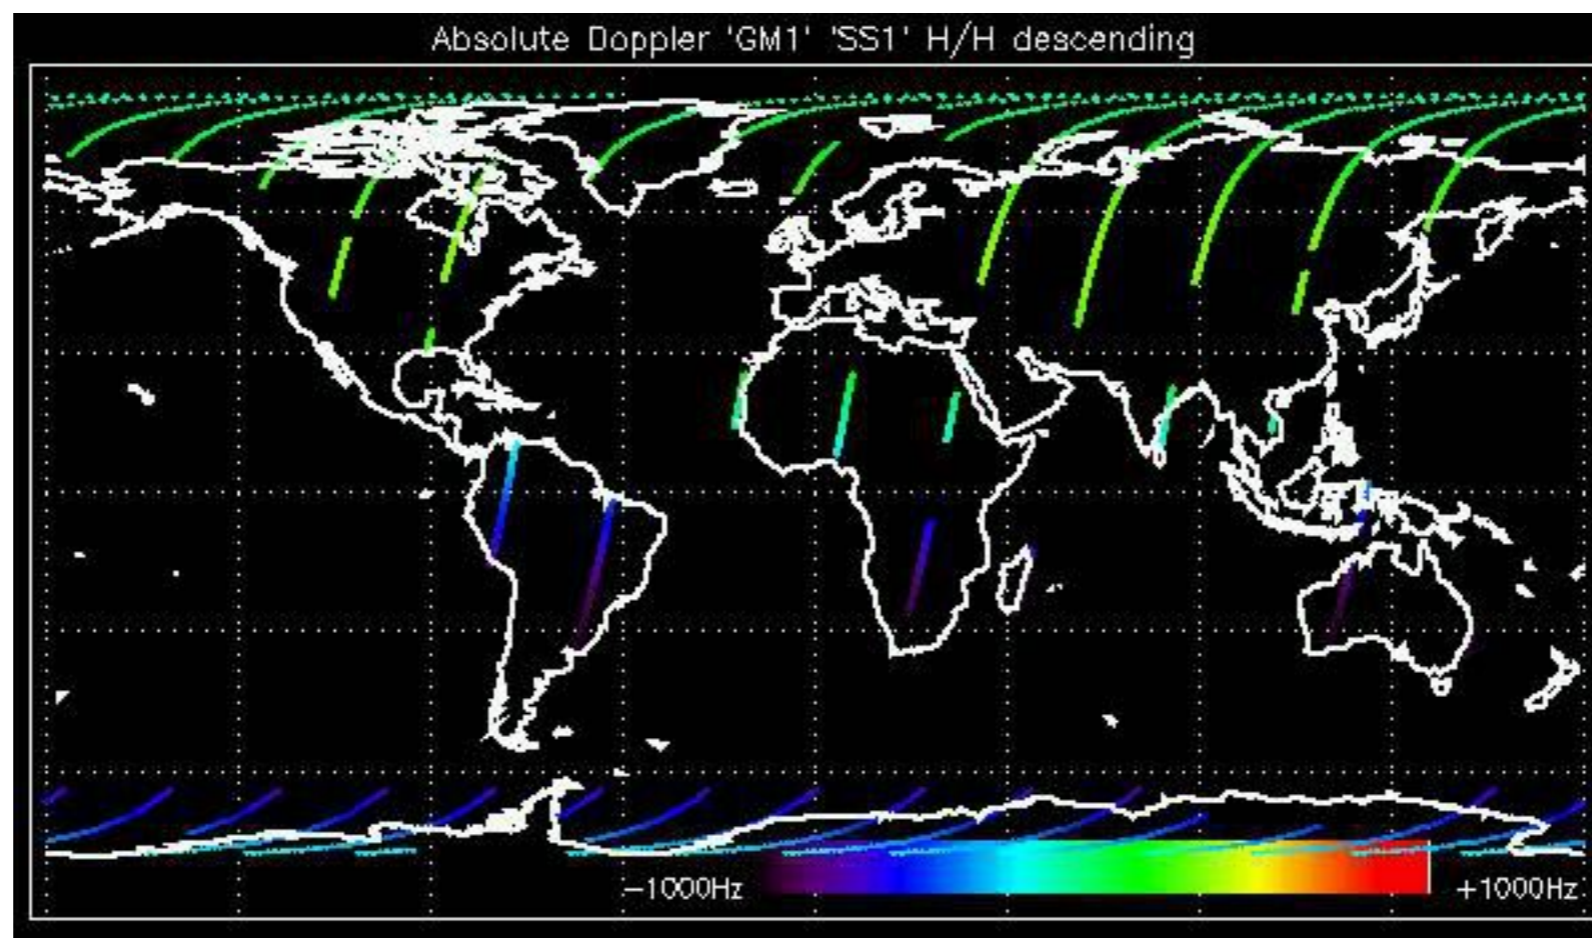 Absolute Doppler 'GM1' 'SS1' H/H descending
−1000Hz +1000Hz